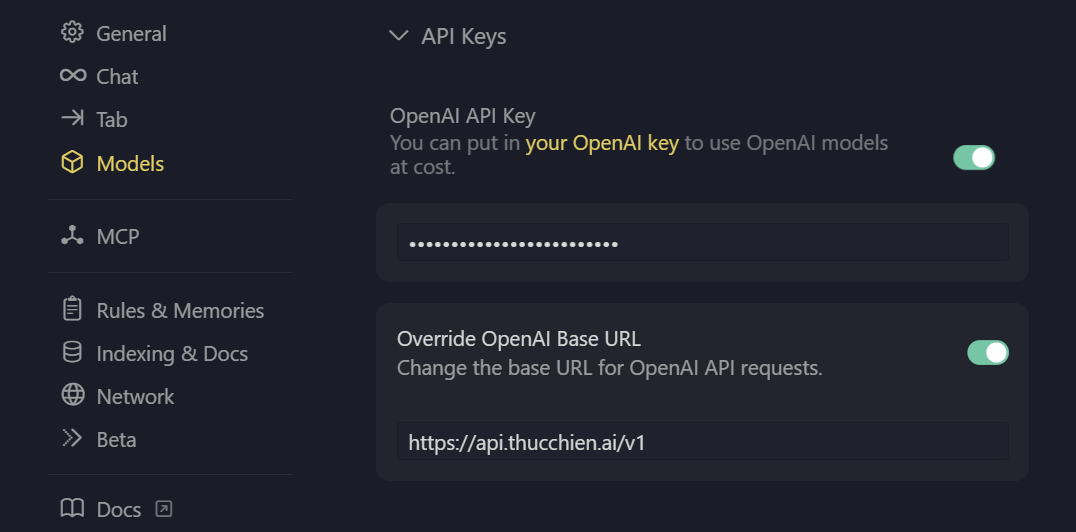 General
Chat
Tab
Models
MCP
Rules & Memories
Indexing & Docs
Network
Beta
Docs
API Keys
OpenAI API Key
You can put in your OpenAI key to use OpenAI models
at cost.
•••••••••••••••••••••••••
Override OpenAI Base URL
Change the base URL for OpenAI API requests.
https://api.thucchien.ai/v1